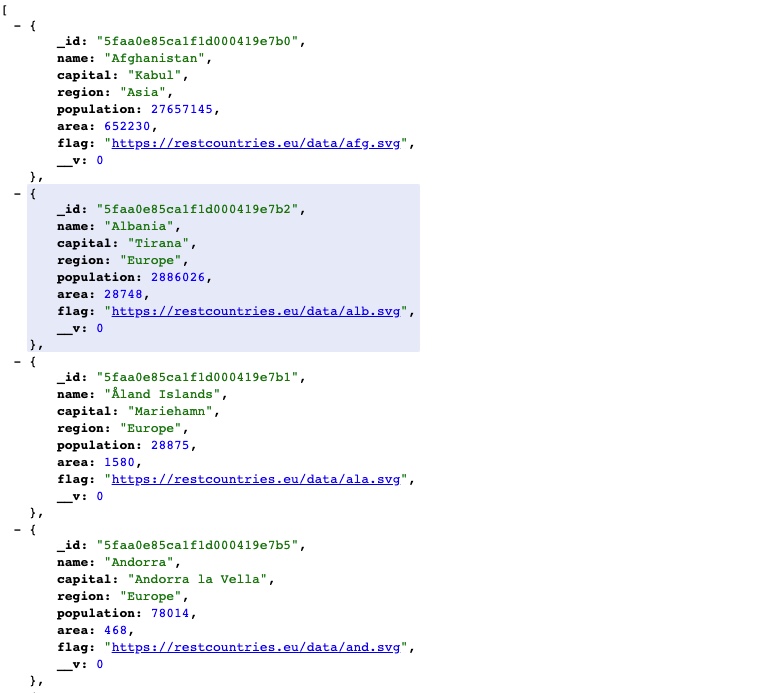 [
- {
_id: "5faa0e85ca1f1d000419e7b0",
name: "Afghanistan",
capital: "Kabul",
region: "Asia",
population: 27657145,
area: 652230,
flag: "https://restcountries.eu/data/afg.svg",
__v: 0
},
- {
_id: "5faa0e85ca1f1d000419e7b2",
name: "Albania",
capital: "Tirana",
region: "Europe",
population: 2886026,
area: 28748,
flag: "https://restcountries.eu/data/alb.svg",
__v: 0
},
- {
_id: "5faa0e85ca1f1d000419e7b1",
name: "Åland Islands",
capital: "Mariehamn",
region: "Europe",
population: 28875,
area: 1580,
flag: "https://restcountries.eu/data/ala.svg",
__v: 0
},
- {
_id: "5faa0e85ca1f1d000419e7b5",
name: "Andorra",
capital: "Andorra la Vella",
region: "Europe",
population: 78014,
area: 468,
flag: "https://restcountries.eu/data/and.svg",
__v: 0
},